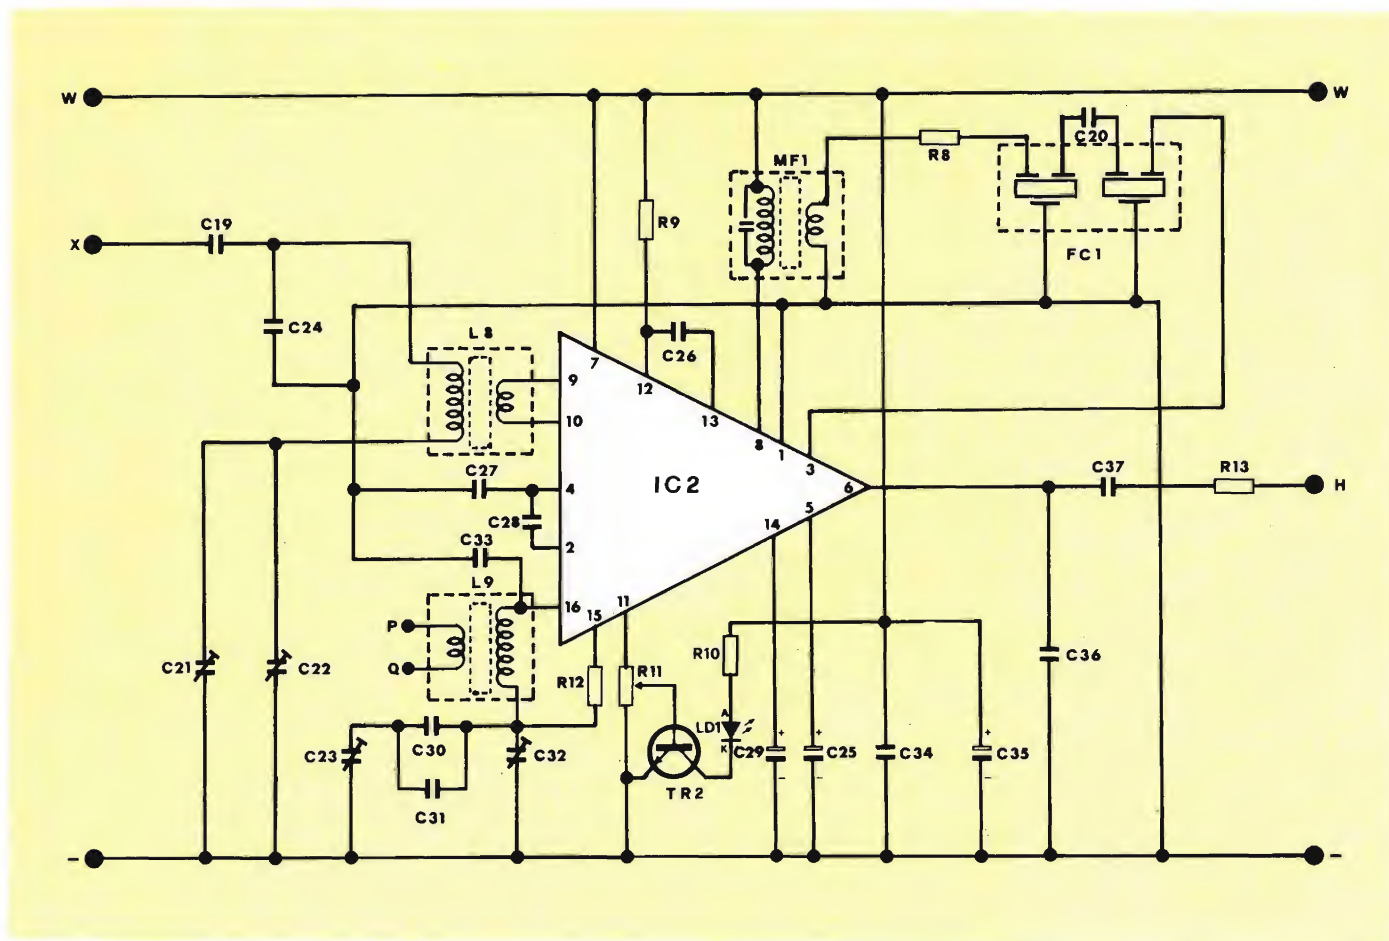 W
W
C20
R8
MF1
C19
R9
X
FC1
C24
L8
C26
7
12
9
13
10
8
1
3
C27
C37
R13
4
IC2
6
H
C28
5
14
2
C33
L9
16
11
15
P
R10
C36
C21
C22
Q
R12
R11
A
LD1
+
+
+
C23
C30
C32
K
C29
C25
C34
C35
-
-
-
TR2
C31
-
-